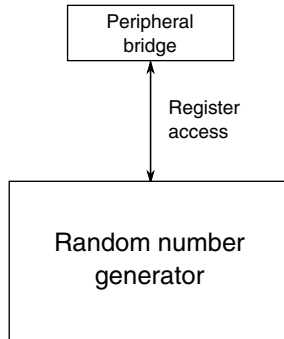 Peripheral
bridge
Register
access
Random number
generator